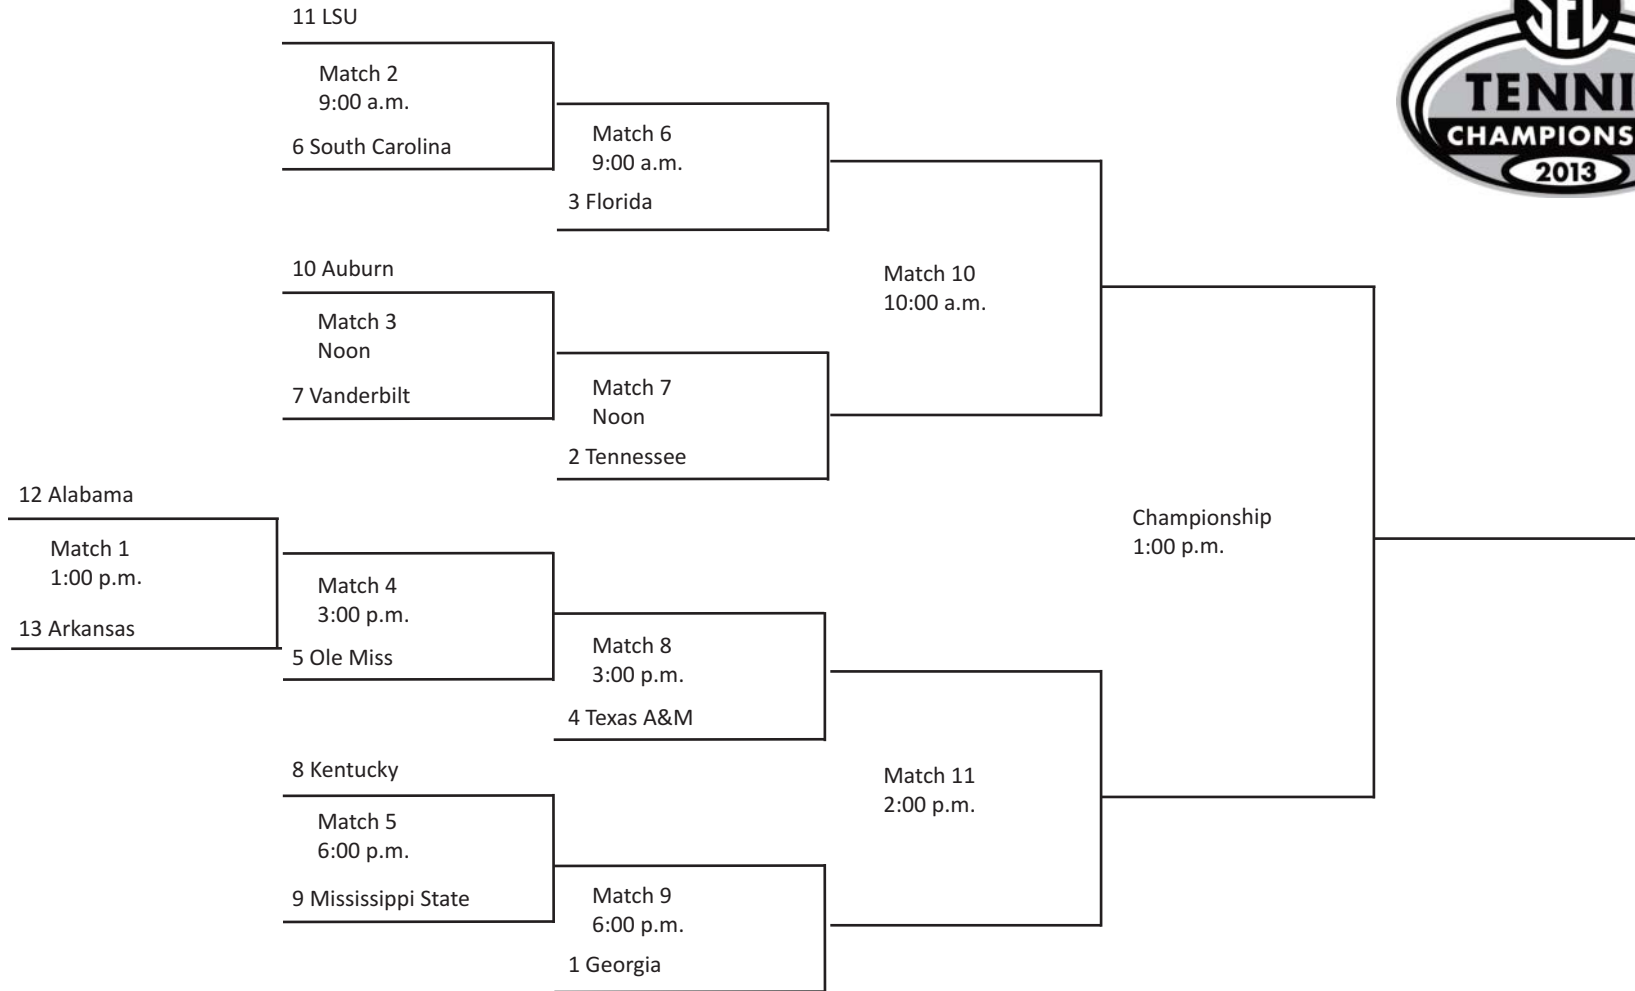 11 LSU
Match 2
9:00 a.m.
6 South Carolina
Match 6
9:00 a.m.
3 Florida
10 Auburn
Match 3
Noon
7 Vanderbilt
Match 7
Noon
2 Tennessee
Match 10
10:00 a.m.
12 Alabama
Match 1
1:00 p.m.
13 Arkansas
Match 4
3:00 p.m.
5 Ole Miss
Match 8
3:00 p.m.
4 Texas A&M
8 Kentucky
Match 5
6:00 p.m.
9 Mississippi State
Match 9
6:00 p.m.
1 Georgia
Match 11
2:00 p.m.
Championship
1:00 p.m.
SEC
TENNI
CHAMPIONS
2013